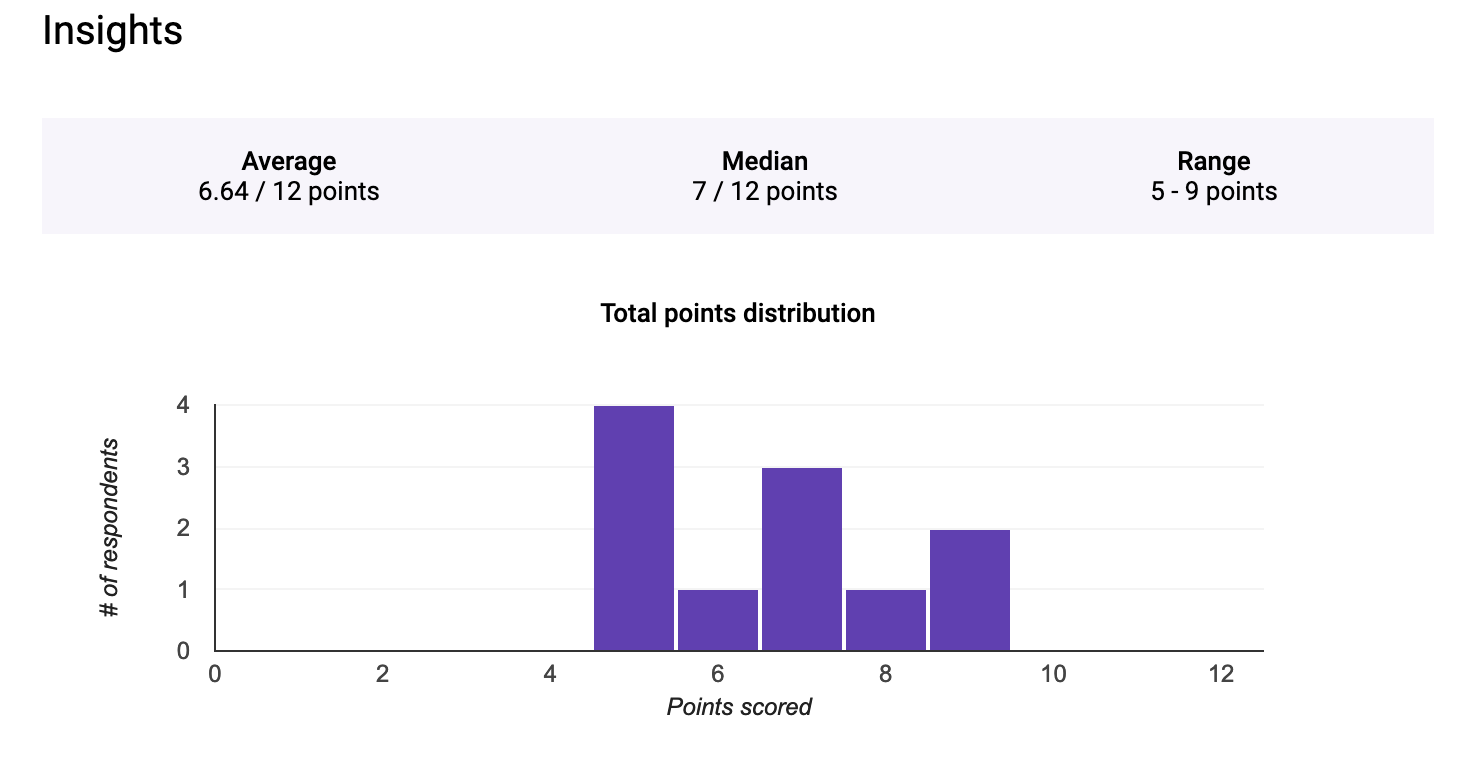 Insights
Average Median Range
6.64 / 12 points 7 / 12 points 5 - 9 points
Total points distribution
# of respondents
4
3
2
1
0
0 2 4 6 8 10 12
Points scored